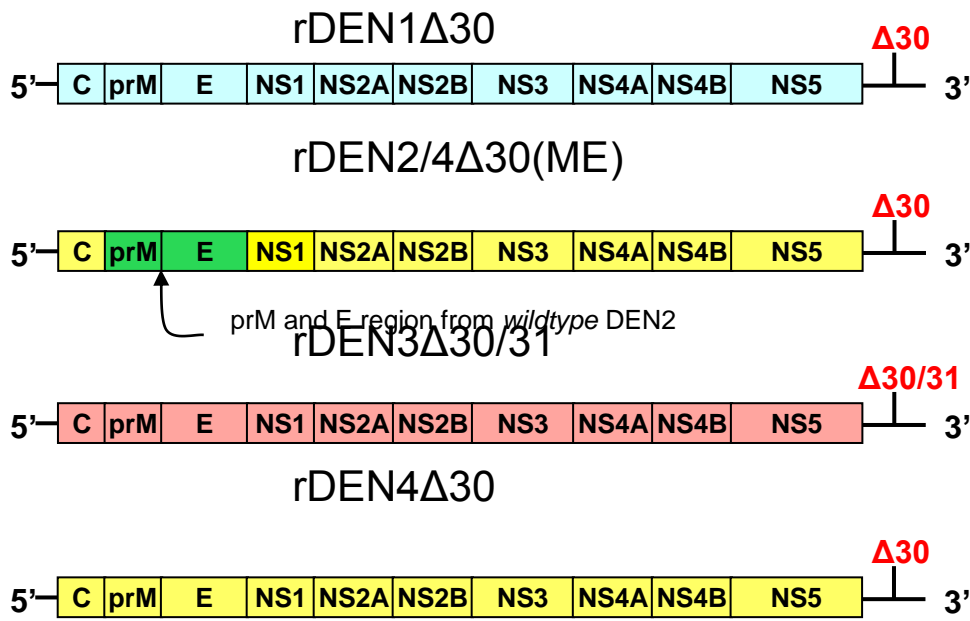 rDEN1Δ30
Δ30
5’ C prM E NS1 NS2A NS2B NS3 NS4A NS4B NS5 3’
rDEN2/4Δ30(ME)
Δ30
5’ C prM E NS1 NS2A NS2B NS3 NS4A NS4B NS5 3’
prM and E region from wildtype DEN2
rDEN3Δ30/31
Δ30/31
5’ C prM E NS1 NS2A NS2B NS3 NS4A NS4B NS5 3’
rDEN4Δ30
Δ30
5’ C prM E NS1 NS2A NS2B NS3 NS4A NS4B NS5 3’